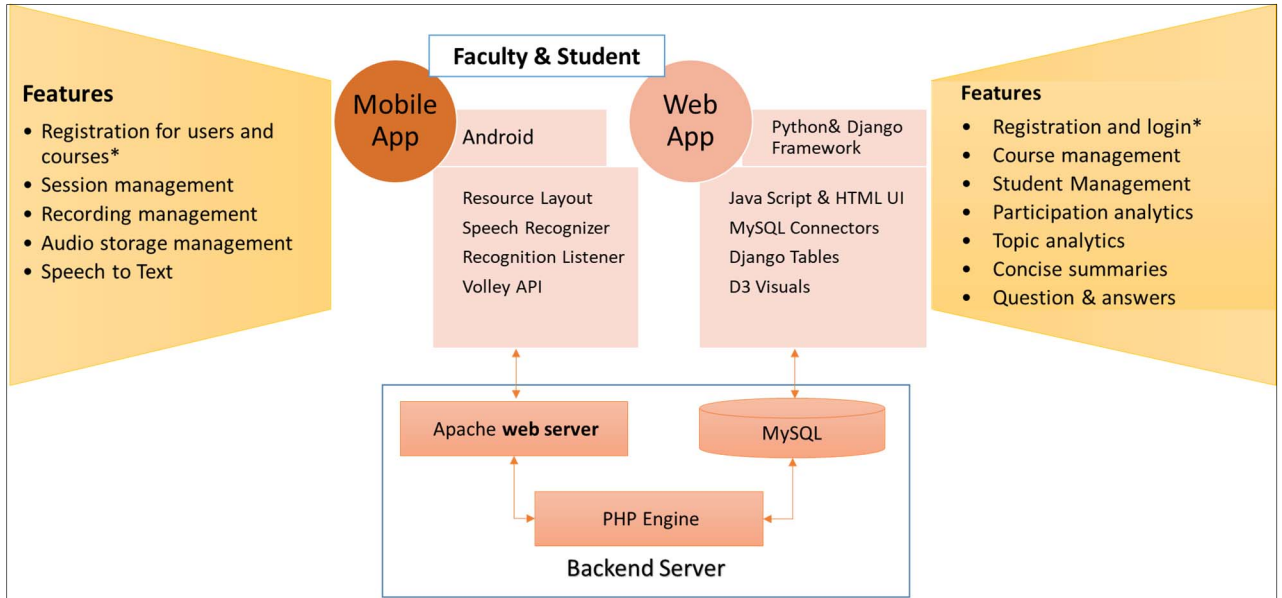 Faculty & Student
Features
• Registration for users and
courses*
• Session management
• Recording management
• Audio storage management
• Speech to Text
Mobile
App
Android
Resource Layout
Speech Recognizer
Recognition Listener
Volley API
Web
App
Python& Django
Framework
Java Script & HTML UI
MySQL Connectors
Django Tables
D3 Visuals
Features
• Registration and login*
• Course management
• Student Management
• Participation analytics
• Topic analytics
• Concise summaries
• Question & answers
Apache web server
MySQL
PHP Engine
Backend Server